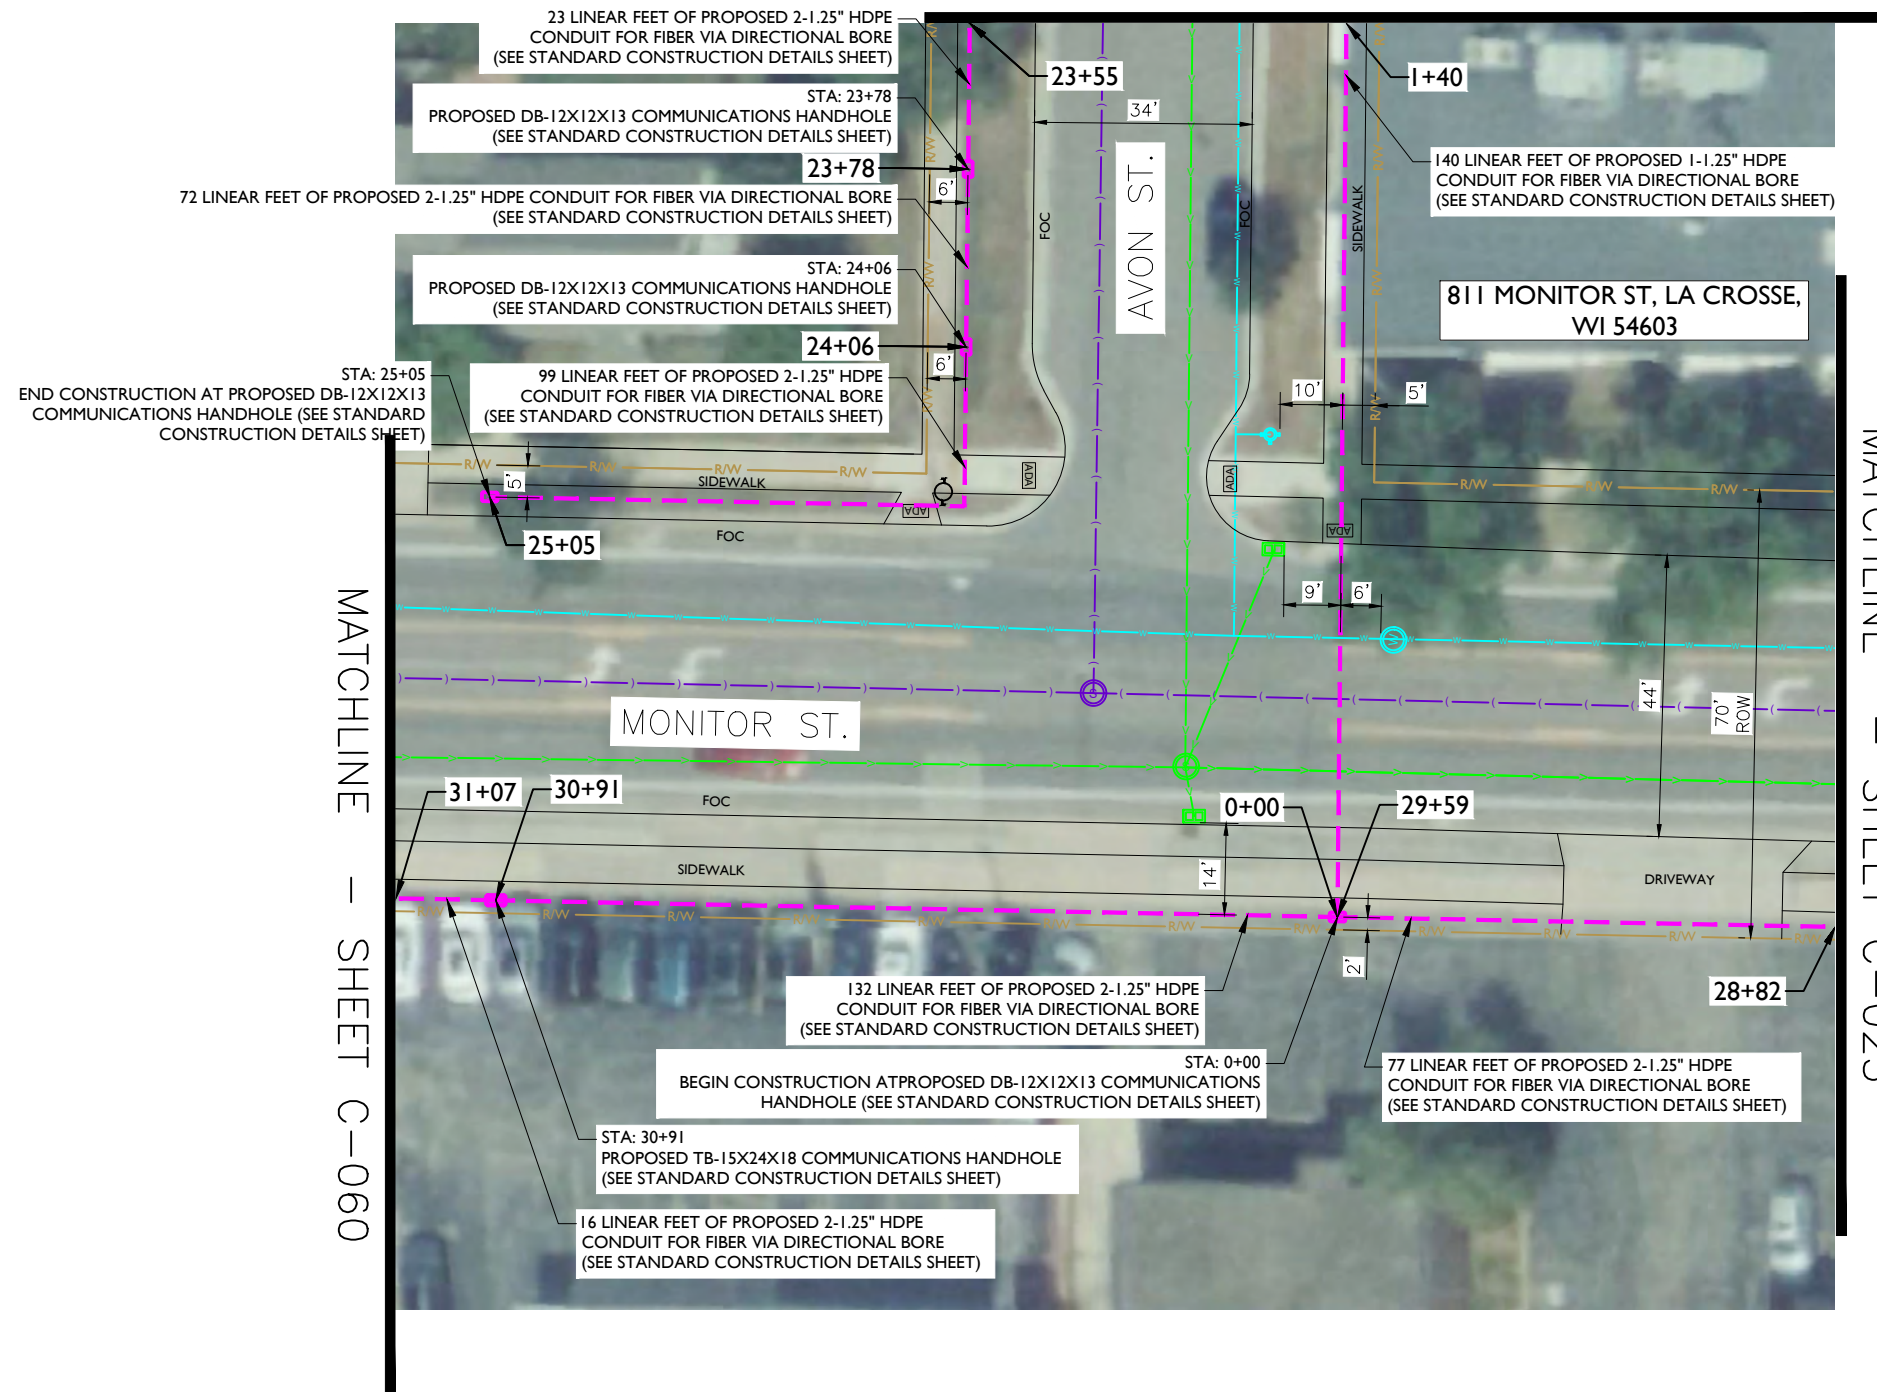 23 LINEAR FEET OF PROPOSED 2-1.25" HDPE
CONDUIT FOR FIBER VIA DIRECTIONAL BORE
(SEE STANDARD CONSTRUCTION DETAILS SHEET)
23+55
1+40
STA: 23+78
PROPOSED DB-12X12X13 COMMUNICATIONS HANDHOLE
(SEE STANDARD CONSTRUCTION DETAILS SHEET)
34'
23+78
140 LINEAR FEET OF PROPOSED 1-1.25" HDPE
CONDUIT FOR FIBER VIA DIRECTIONAL BORE
(SEE STANDARD CONSTRUCTION DETAILS SHEET)
6'
72 LINEAR FEET OF PROPOSED 2-1.25" HDPE CONDUIT FOR FIBER VIA DIRECTIONAL BORE
(SEE STANDARD CONSTRUCTION DETAILS SHEET)
FOC
AVON ST.
FOC
SIDEWALK
STA: 24+06
PROPOSED DB-12X12X13 COMMUNICATIONS HANDHOLE
(SEE STANDARD CONSTRUCTION DETAILS SHEET)
811 MONITOR ST, LA CROSSE,
WI 54603
24+06
6'
99 LINEAR FEET OF PROPOSED 2-1.25" HDPE
CONDUIT FOR FIBER VIA DIRECTIONAL BORE
(SEE STANDARD CONSTRUCTION DETAILS SHEET)
STA: 25+05
END CONSTRUCTION AT PROPOSED DB-12X12X13
COMMUNICATIONS HANDHOLE (SEE STANDARD
CONSTRUCTION DETAILS SHEET)
10'
5'
R/W R/W R/W R/W
R/W
R/W
R/W
R/W
R/W
R/W
R/W
R/W
R/W R/W R/W
5'
SIDEWALK
ADA
ADA
ADA
ADA
25+05
FOC
9'
6'
44'
70'
ROW
MONITOR ST.
S
W
31+07
30+91
FOC
0+00
29+59
14'
SIDEWALK
DRIVEWAY
R/W R/W R/W R/W R/W R/W R/W R/W R/W R/W R/W R/W
2'
28+82
132 LINEAR FEET OF PROPOSED 2-1.25" HDPE
CONDUIT FOR FIBER VIA DIRECTIONAL BORE
(SEE STANDARD CONSTRUCTION DETAILS SHEET)
STA: 0+00
BEGIN CONSTRUCTION ATPROPOSED DB-12X12X13 COMMUNICATIONS
HANDHOLE (SEE STANDARD CONSTRUCTION DETAILS SHEET)
77 LINEAR FEET OF PROPOSED 2-1.25" HDPE
CONDUIT FOR FIBER VIA DIRECTIONAL BORE
(SEE STANDARD CONSTRUCTION DETAILS SHEET)
STA: 30+91
PROPOSED TB-15X24X18 COMMUNICATIONS HANDHOLE
(SEE STANDARD CONSTRUCTION DETAILS SHEET)
16 LINEAR FEET OF PROPOSED 2-1.25" HDPE
CONDUIT FOR FIBER VIA DIRECTIONAL BORE
(SEE STANDARD CONSTRUCTION DETAILS SHEET)
MATCHLINE — SHEET C-060
MATCHLINE — SHEET